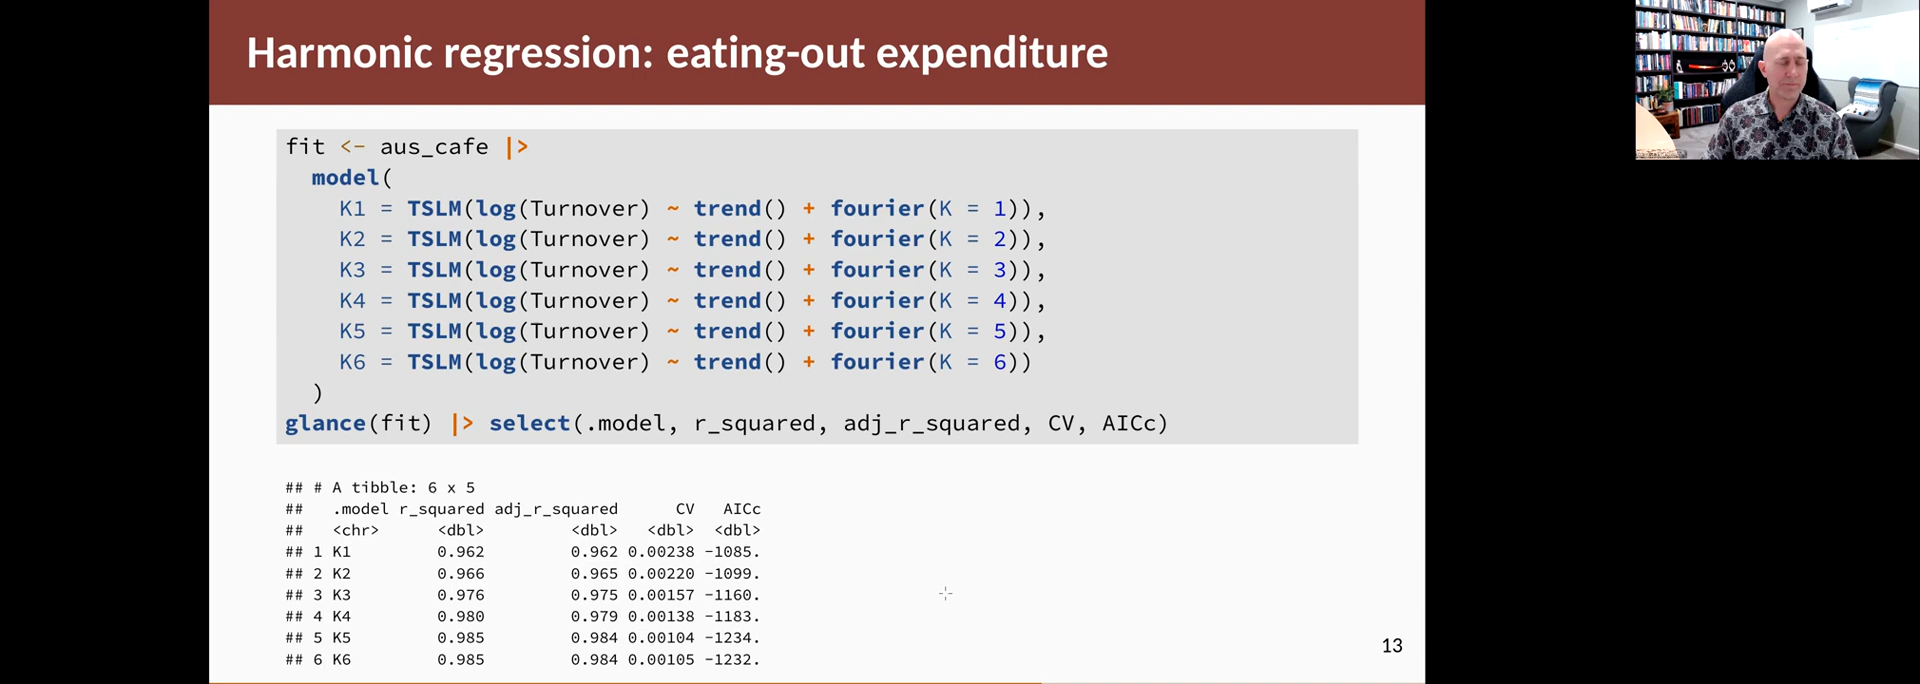 Harmonic regression: eating-out expenditure
fit <- aus_cafe |>
  model(
    K1 = TSLM(log(Turnover) ~ trend() + fourier(K = 1)),
    K2 = TSLM(log(Turnover) ~ trend() + fourier(K = 2)),
    K3 = TSLM(log(Turnover) ~ trend() + fourier(K = 3)),
    K4 = TSLM(log(Turnover) ~ trend() + fourier(K = 4)),
    K5 = TSLM(log(Turnover) ~ trend() + fourier(K = 5)),
    K6 = TSLM(log(Turnover) ~ trend() + fourier(K = 6))
  )
glance(fit) |> select(.model, r_squared, adj_r_squared, CV, AICc)
## # A tibble: 6 x 5
##   .model r_squared adj_r_squared      CV   AICc
##   <chr>      <dbl>         <dbl>   <dbl>  <dbl>
## 1 K1         0.962         0.962 0.00238 -1085.
## 2 K2         0.966         0.965 0.00220 -1099.
## 3 K3         0.976         0.975 0.00157 -1160.
## 4 K4         0.980         0.979 0.00138 -1183.
## 5 K5         0.985         0.984 0.00104 -1234.
## 6 K6         0.985         0.984 0.00105 -1232.
13